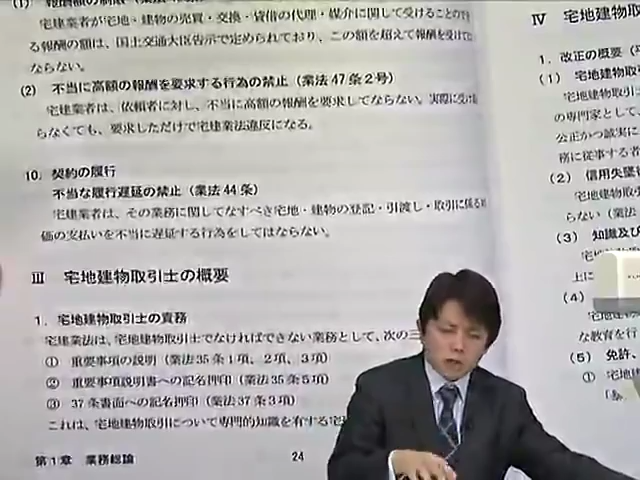 (1) 報酬額の制限(業法46条)
宅建業者が宅地・建物の売買・交換・貸借の代理・媒介に関して受けることの
る報酬の額は、国土交通大臣告示で定められており、この額を超えて報酬を受け
ならない。
(2) 不当に高額の報酬を要求する行為の禁止(業法47条2号)
宅建業者は、依頼者に対し、不当に高額の報酬を要求してならない。実際に受
らなくても、要求しただけで宅建業法違反になる。
10. 契約の履行
不当な履行遅延の禁止(業法44条)
宅建業者は、その業務に関してなすべき宅地・建物の登記・引渡し・取引に係る
価の支払いを不当に遅延する行為をしてはならない。
Ⅲ 宅地建物取引士の概要
1. 宅地建物取引士の責務
宅建業法は、宅地建物取引士でなければできない業務として、次の三
① 重要事項の説明(業法35条1項、2項、3項)
② 重要事項説明書への記名押印(業法35条5項)
③ 37条書面への記名押印(業法37条3項)
これは、宅地建物取引について専門的知識を有する宅
第1章 業務総論
24
Ⅳ 宅地建物取
1. 改正の概要
(1) 宅地建物取
宅地建物取引
の専門家として、
公正かつ誠実に
務に従事する者
(2) 信用失墜
宅地建物取
らない(業法
(3) 知識及び
宅
上に
(4)
な教育を行
(5) 免許、
① 宅地